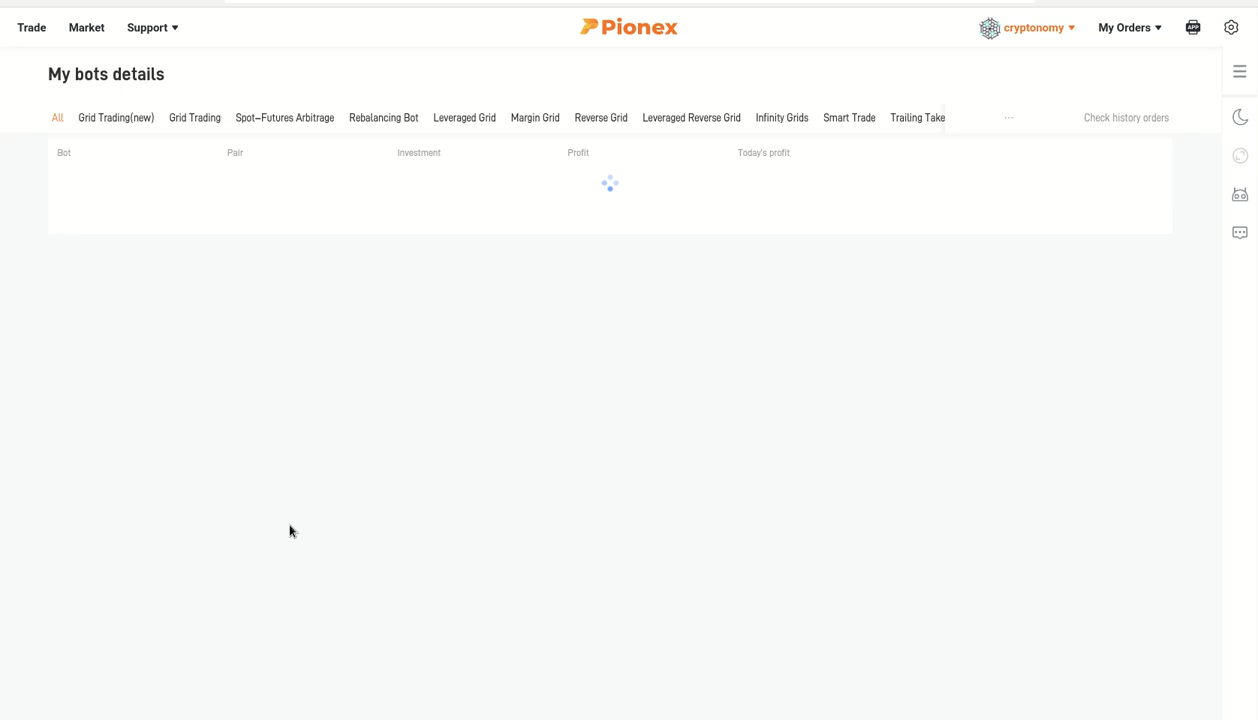 Trade Market Support Pionex cryptonomy My Orders APP
My bots details
All Grid Trading(new) Grid Trading Spot-Futures Arbitrage Rebalancing Bot Leveraged Grid Margin Grid Reverse Grid Leveraged Reverse Grid Infinity Grids Smart Trade Trailing Take ... Check history orders
Bot Pair Investment Profit Today's profit